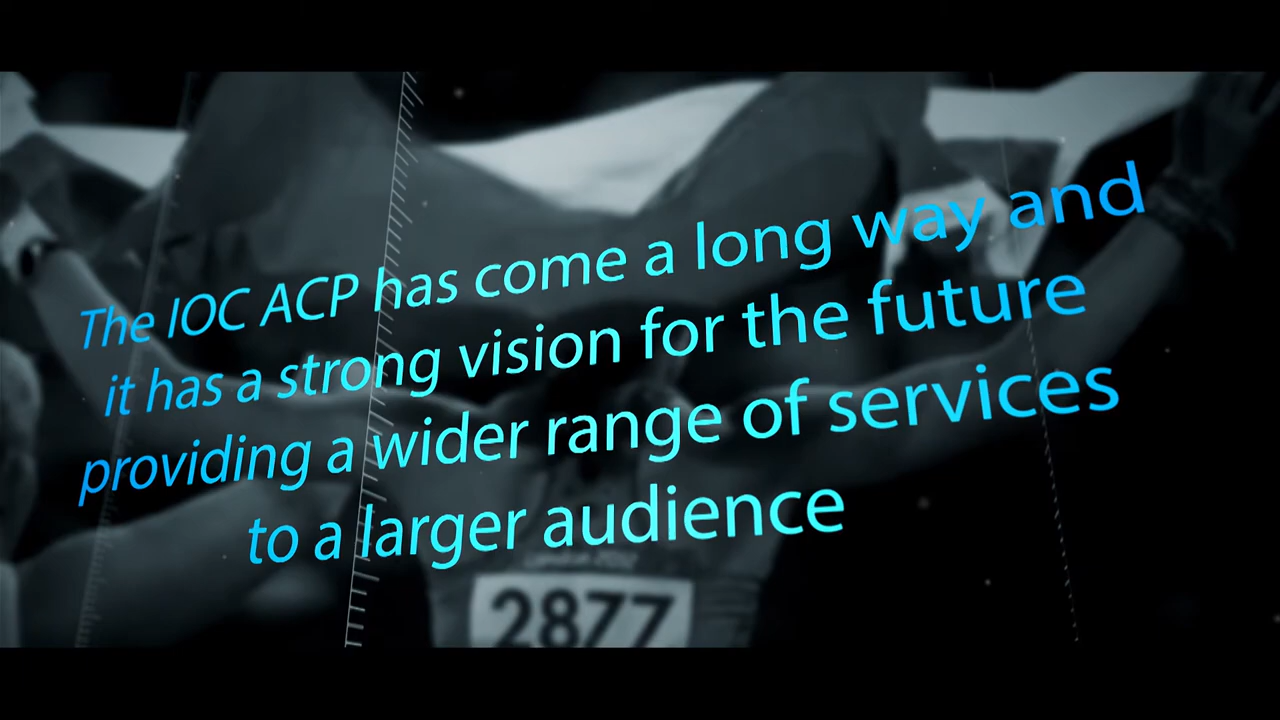 The IOC ACP has come a long way and
it has a strong vision for the future
providing a wider range of services
to a larger audience
2877